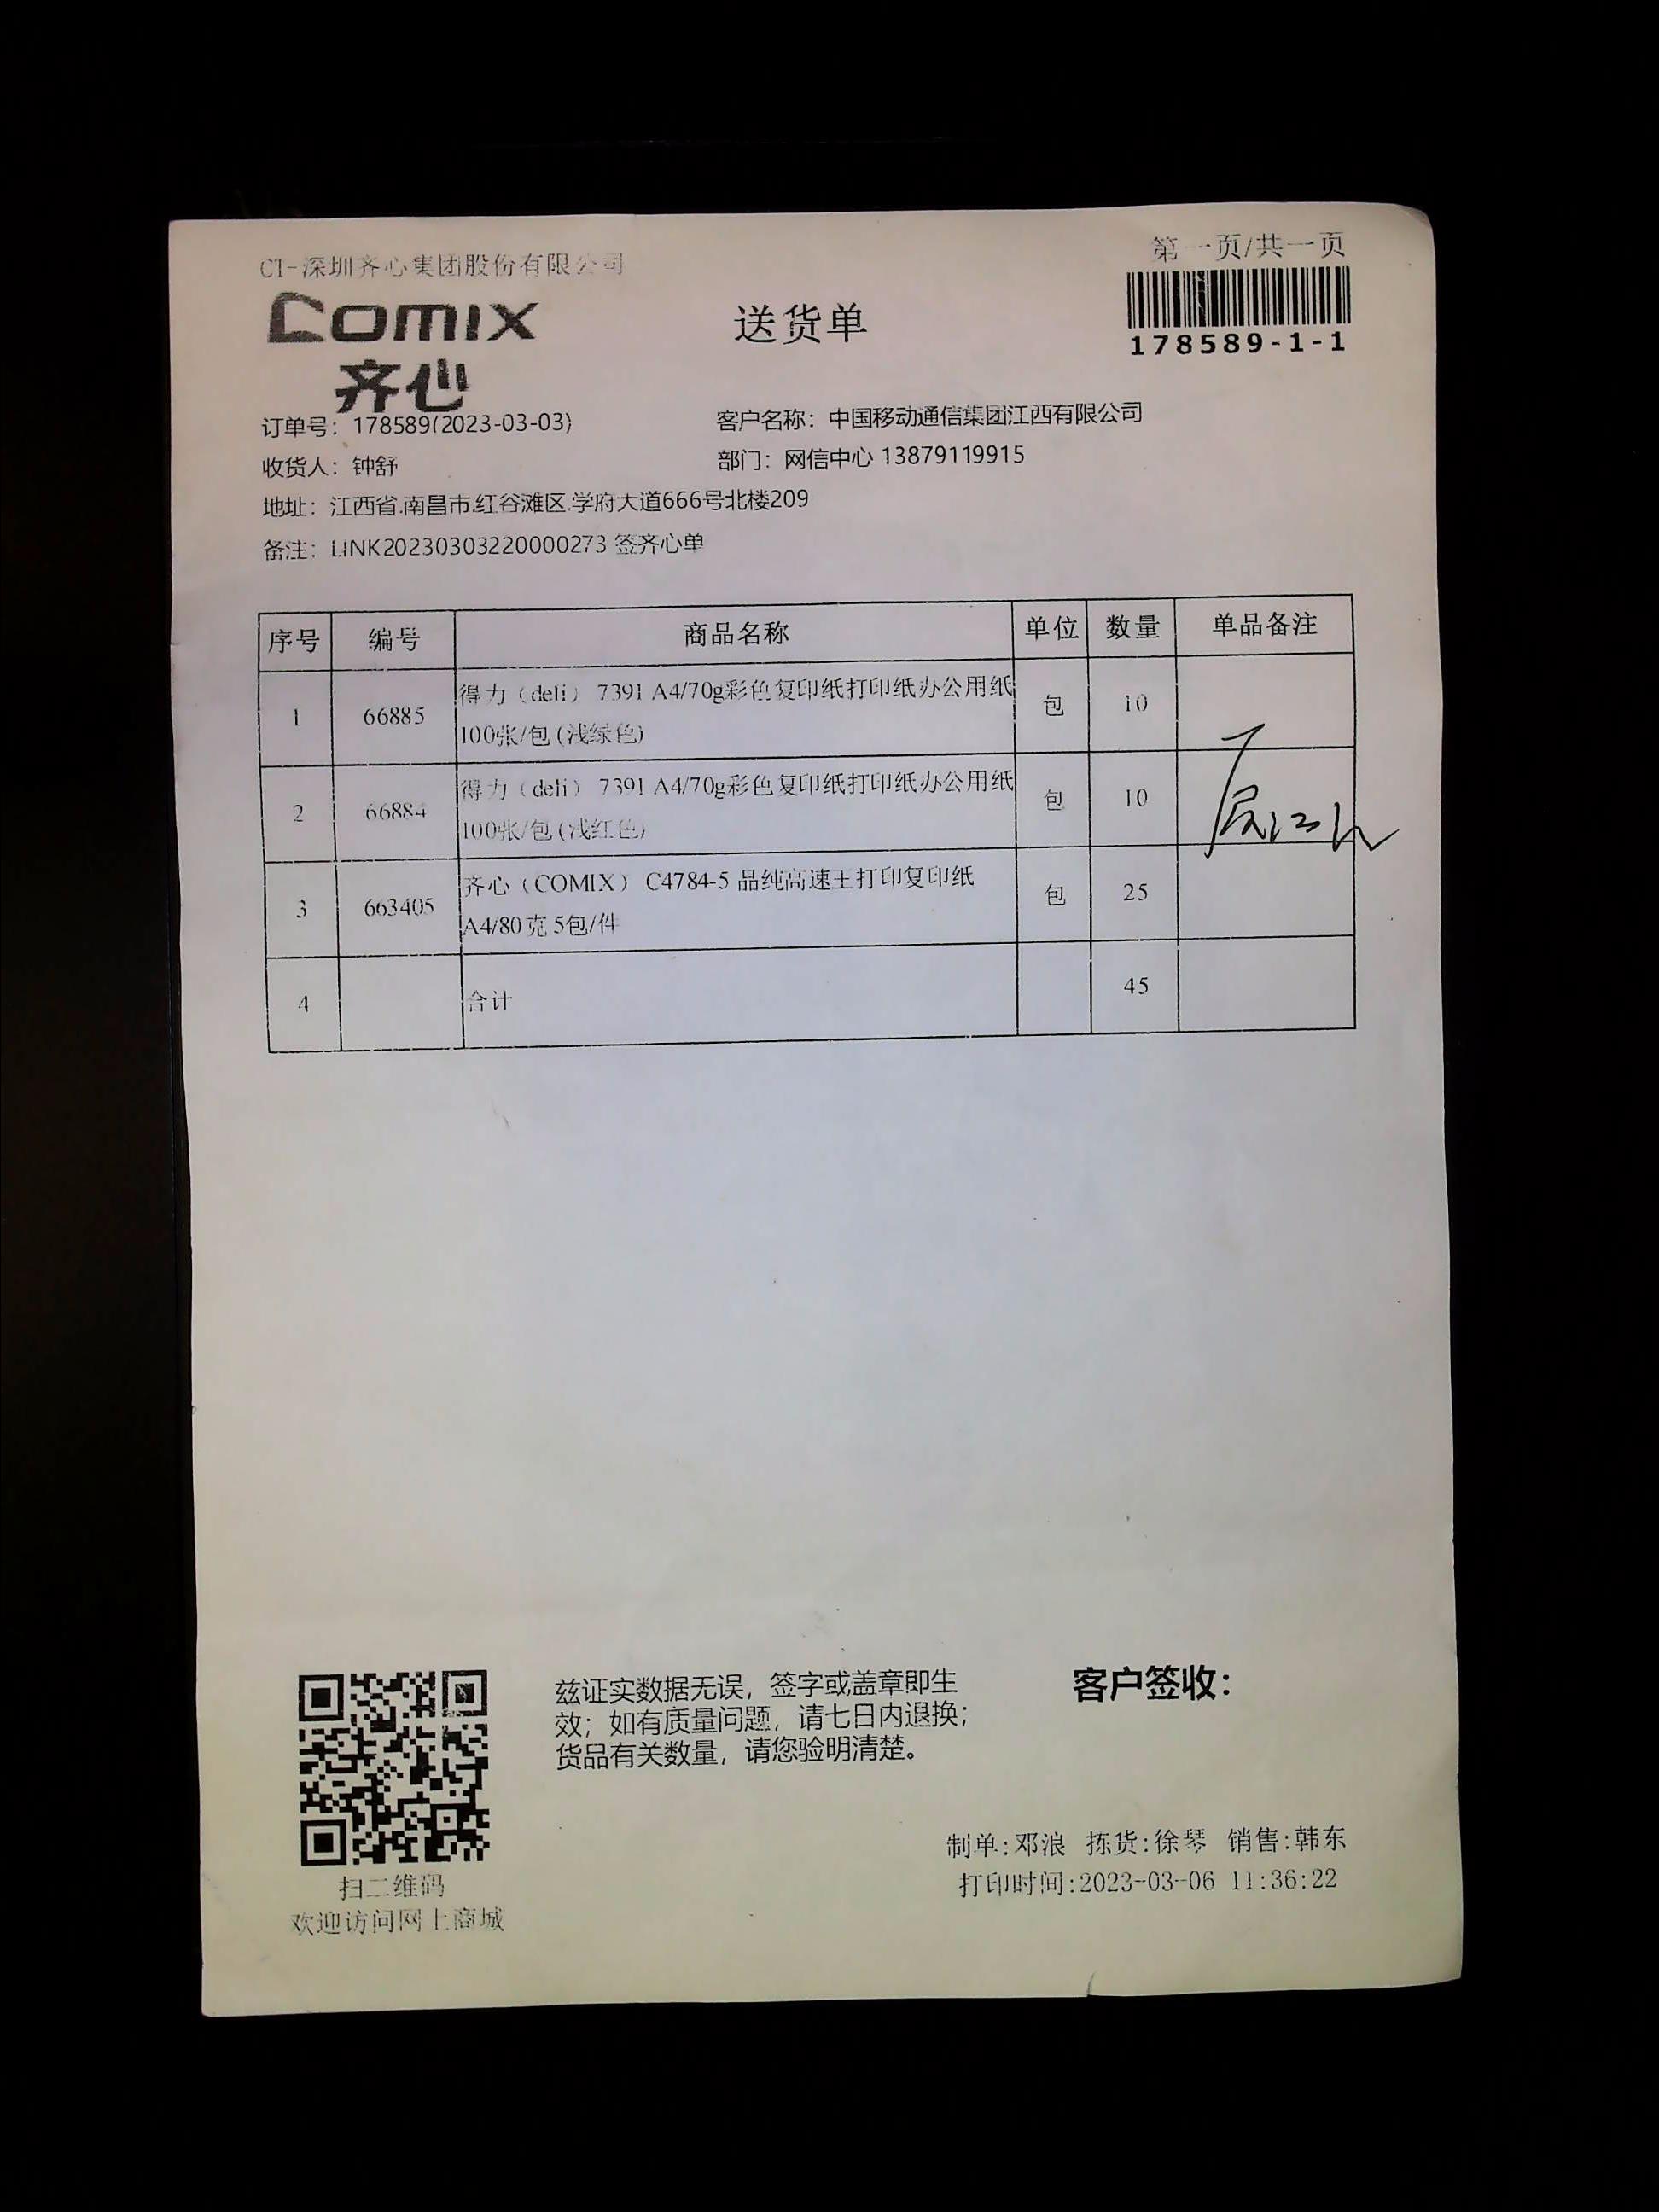 CT-深圳齐心集团股份有限公司
第一页/共一页
comix
齐心
送货单
178589-1-1
订单号：178589(2023-03-03)
客户名称：中国移动通信集团江西有限公司
收货人：钟舒
部门：网信中心 13879119915
地址：江西省.南昌市.红谷滩区.学府大道666号北楼209
备注：LINK20230303220000273 签齐心单
序号 编号 商品名称 单位 数量 单品备注
1 66885 得力（deli） 7391 A4/70g彩色复印纸打印纸办公用纸 包 10
100张/包(浅绿色)
2 66884 得力（deli） 7391 A4/70g彩色复印纸打印纸办公用纸 包 10
100张/包(浅红色)
3 663405 齐心（COMIX） C4784-5 品纯高速王打印复印纸 包 25
A4/80克 5包/件
4 合计 45
兹证实数据无误，签字或盖章即生
效；如有质量问题，请七日内退换；
货品有关数量，请您验明清楚。
客户签收：
制单:邓浪 拣货:徐琴 销售:韩东
打印时间:2023-03-06 11:36:22
扫二维码
欢迎访问网上商城